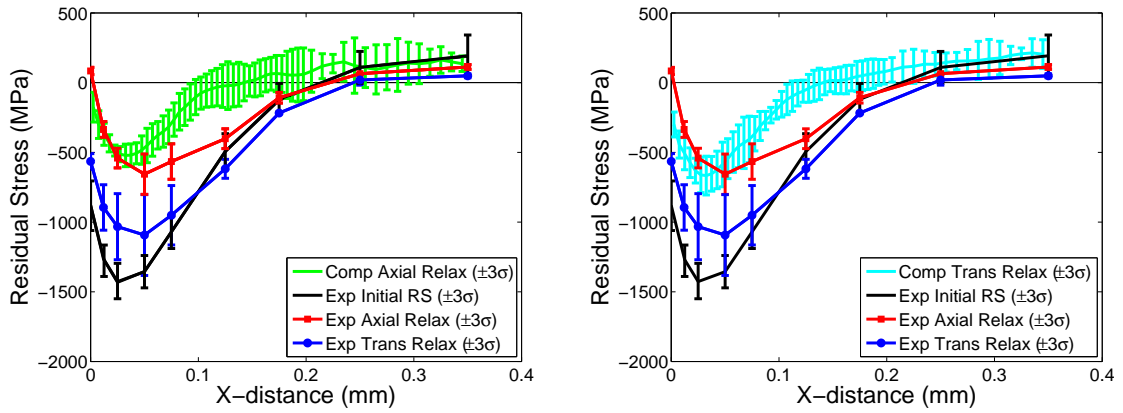 500
0
−500
−1000
−1500
−2000
Residual Stress (MPa)
Comp Axial Relax (±3σ)
Exp Initial RS (±3σ)
Exp Axial Relax (±3σ)
Exp Trans Relax (±3σ)
0
0.1
0.2
0.3
0.4
X−distance (mm)
500
0
−500
−1000
−1500
−2000
Residual Stress (MPa)
Comp Trans Relax (±3σ)
Exp Initial RS (±3σ)
Exp Axial Relax (±3σ)
Exp Trans Relax (±3σ)
0
0.1
0.2
0.3
0.4
X−distance (mm)